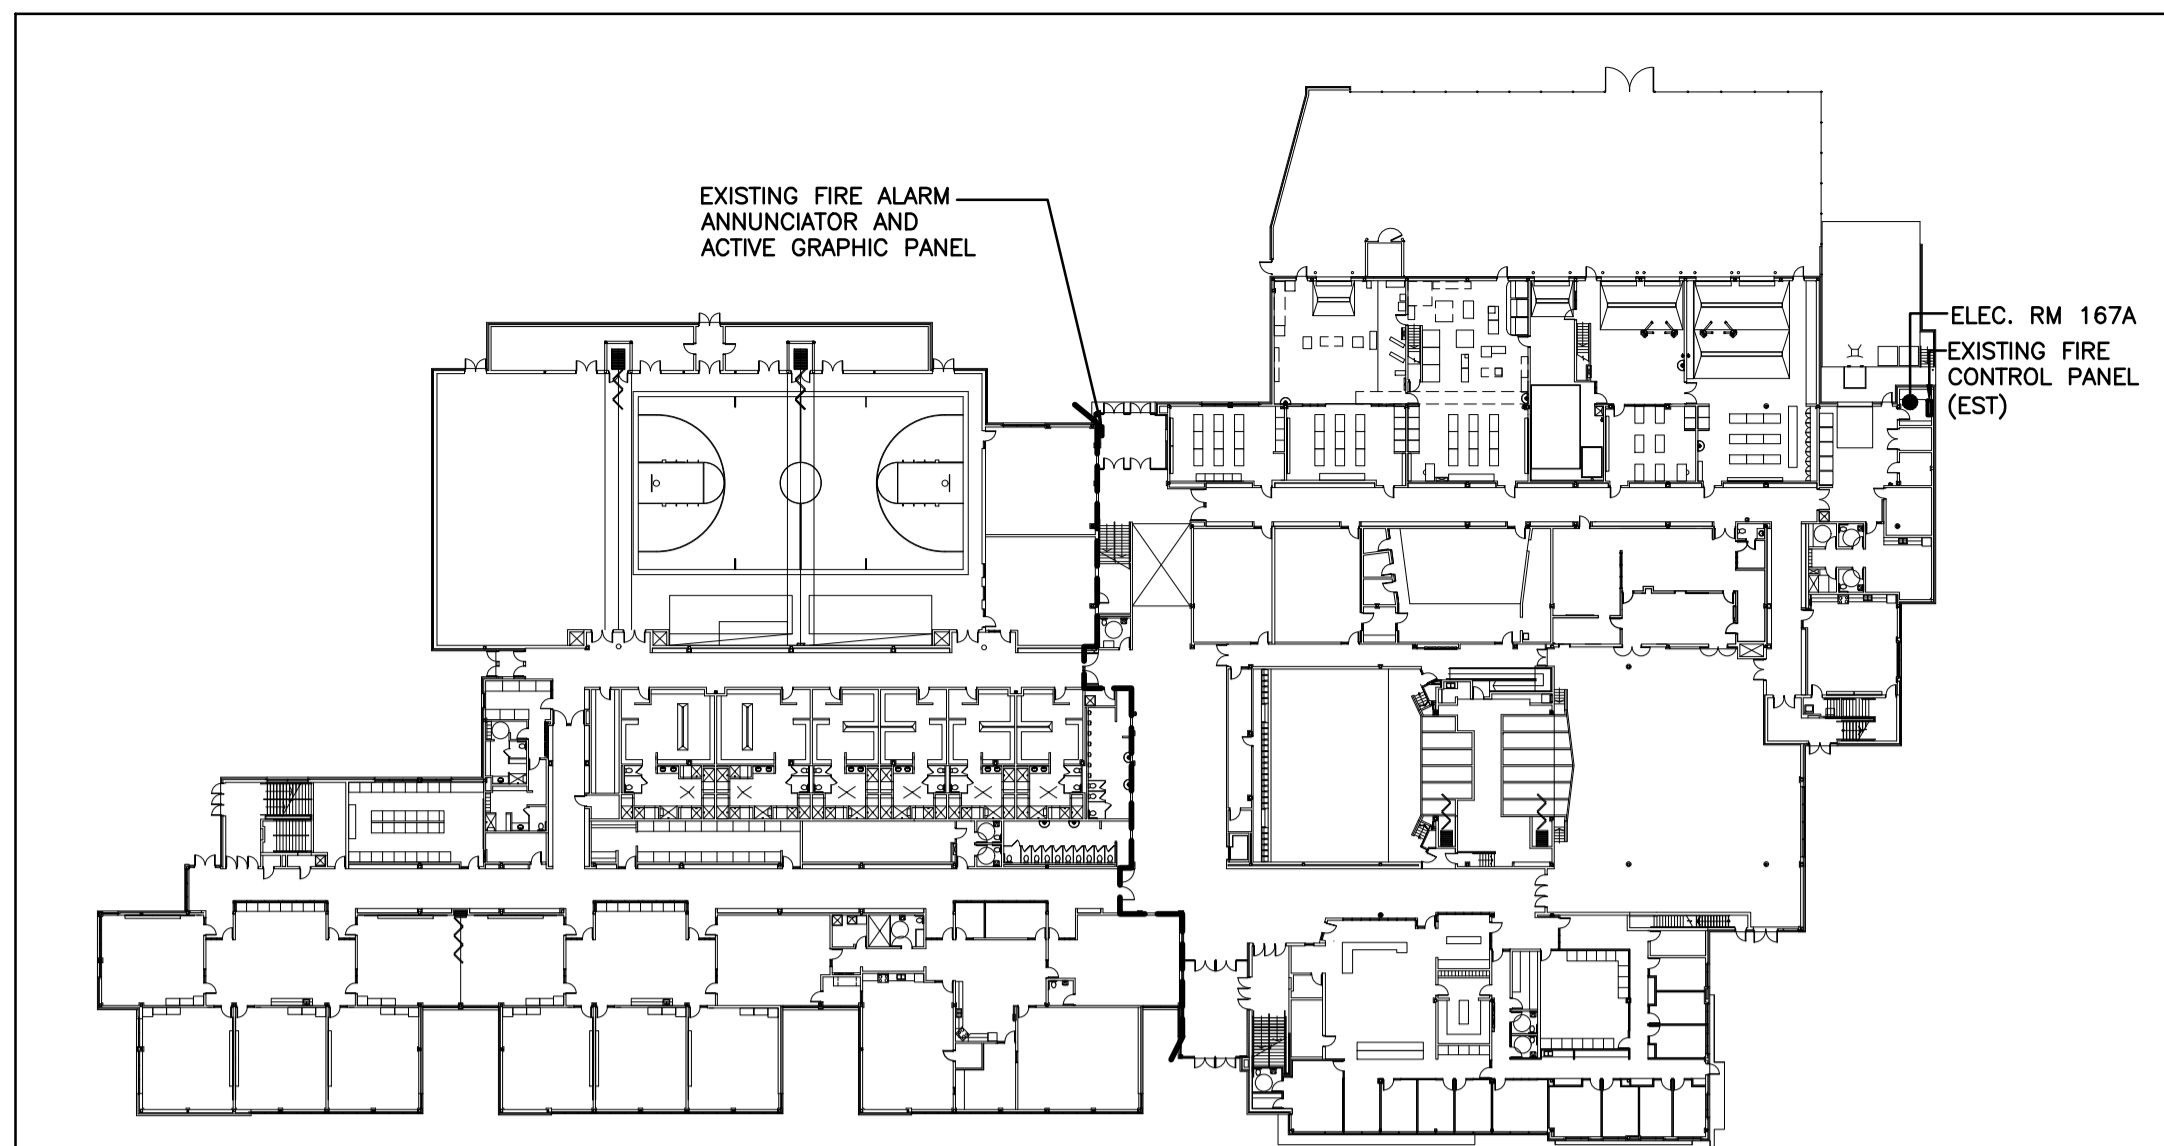 EXISTING FIRE ALARM
ANNUNCIATOR AND
ACTIVE GRAPHIC PANEL
ELEC. RM 167A
EXISTING FIRE
CONTROL PANEL
(EST)